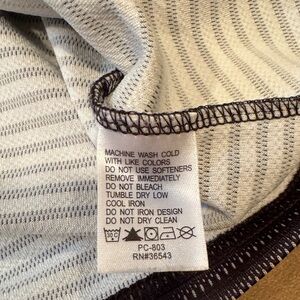 MACHINE WASH COLD
WITH LIKE COLORS
DO NOT USE SOFTENERS
REMOVE IMMEDIATELY
DO NOT BLEACH
TUMBLE DRY LOW
COOL IRON
DO NOT IRON DESIGN
DO NOT DRY CLEAN
PC-803
RN#36543